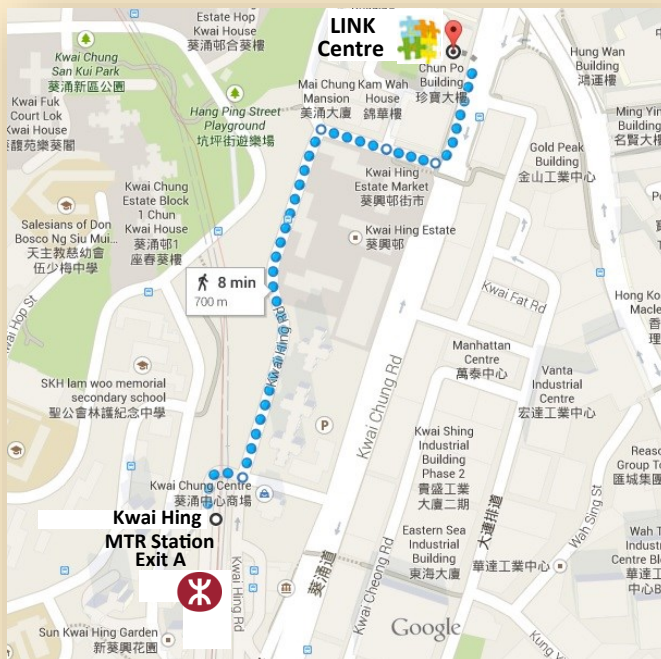 LINK
Centre
Estate Hop
Kwai House
葵涌邨合葵樓
Kwai Chung
San Kui Park
葵涌新區公園
Kwai Fuk
Court Lok
Kwai House
葵馥苑樂葵閣
Hang Ping Street
Playground
坑坪街遊樂場
Mai Chung
Mansion
美涌大廈
Kam Wah
House
錦華樓
Chun Po
Building
珍寶大樓
Hung Wan
Building
鴻運樓
Ming Yin
Building
名賢大樓
Gold Peak
Building
金山工業中心
Kwai Hing
Estate Market
葵興邨街市
Kwai Hing Estate
葵興邨
Kwai Chung
Estate Block
1 Chun
Kwai House
葵涌邨1
座春葵樓
Salesians of Don
Bosco Ng Siu Mui...
天主教慈幼會
伍少梅中學
Kwai Hop St
8 min
700 m
Kwai Hing Rd
Kwai Fat Rd
Hong Ko
Macle
香
理
Manhattan
Centre
萬泰中心
Vanta
Industrial
Centre
宏達工業中心
SKH lam woo memorial
secondary school
聖公會林護紀念中學
P
Kwai Chung Rd
Kwai Shing
Industrial
Building
Phase 2
貴盛工業
大廈二期
Reaso
Group To
匯城集團
Kwai Chung Centre
葵涌中心商場
Kwai Hing
MTR Station
Exit A
Eastern Sea
Industrial
Building
東海大廈
大連排道
Wah Sing St
華達工業中心
Wah T
Indust
Centre Bl
華達工
中心B
葵涌道
Kwai Hing Rd
Kwai Cheong Rd
Sun Kwai Hing Garden
新葵興花園
Google
Kung Y